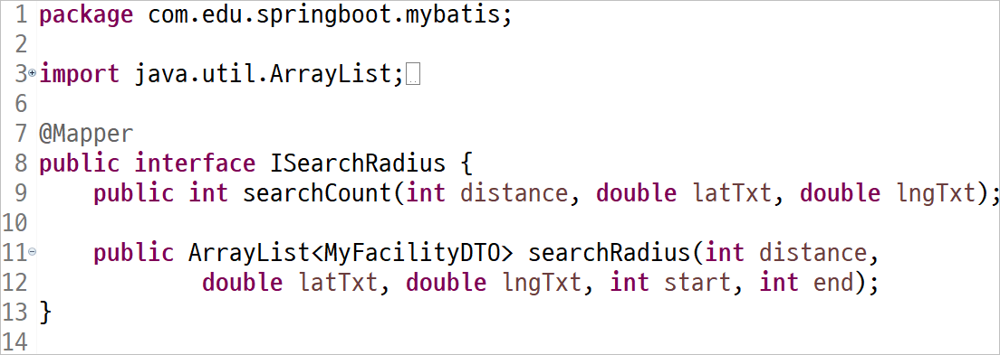 1 package com.edu.springboot.mybatis;
2
3 import java.util.ArrayList;
6
7 @Mapper
8 public interface ISearchRadius {
9 public int searchCount(int distance, double latTxt, double lngTxt);
10
11 public ArrayList<MyFacilityDTO> searchRadius(int distance,
12 double latTxt, double lngTxt, int start, int end);
13 }
14